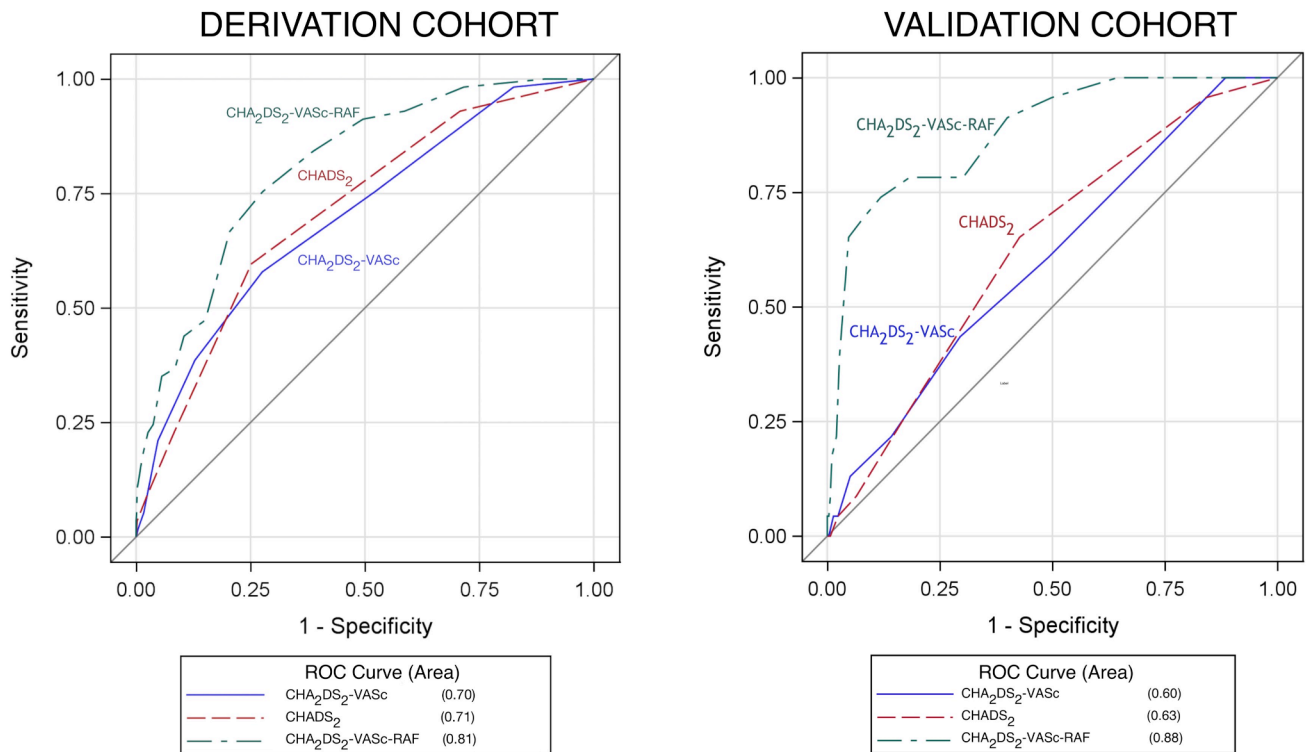 DERIVATION COHORT
1.00
0.75
0.50
0.25
0.00
Sensitivity
CHA2DS2-VASc-RAF
CHADS2
CHA2DS2-VASc
0.00 0.25 0.50 0.75 1.00
1 - Specificity
ROC Curve (Area)
CHA2DS2-VASc (0.70)
CHADS2 (0.71)
CHA2DS2-VASc-RAF (0.81)
VALIDATION COHORT
1.00
0.75
0.50
0.25
0.00
Sensitivity
CHA2DS2-VASc-RAF
CHADS2
CHA2DS2-VASc
0.00 0.25 0.50 0.75 1.00
1 - Specificity
ROC Curve (Area)
CHA2DS2-VASc (0.60)
CHADS2 (0.63)
CHA2DS2-VASc-RAF (0.88)